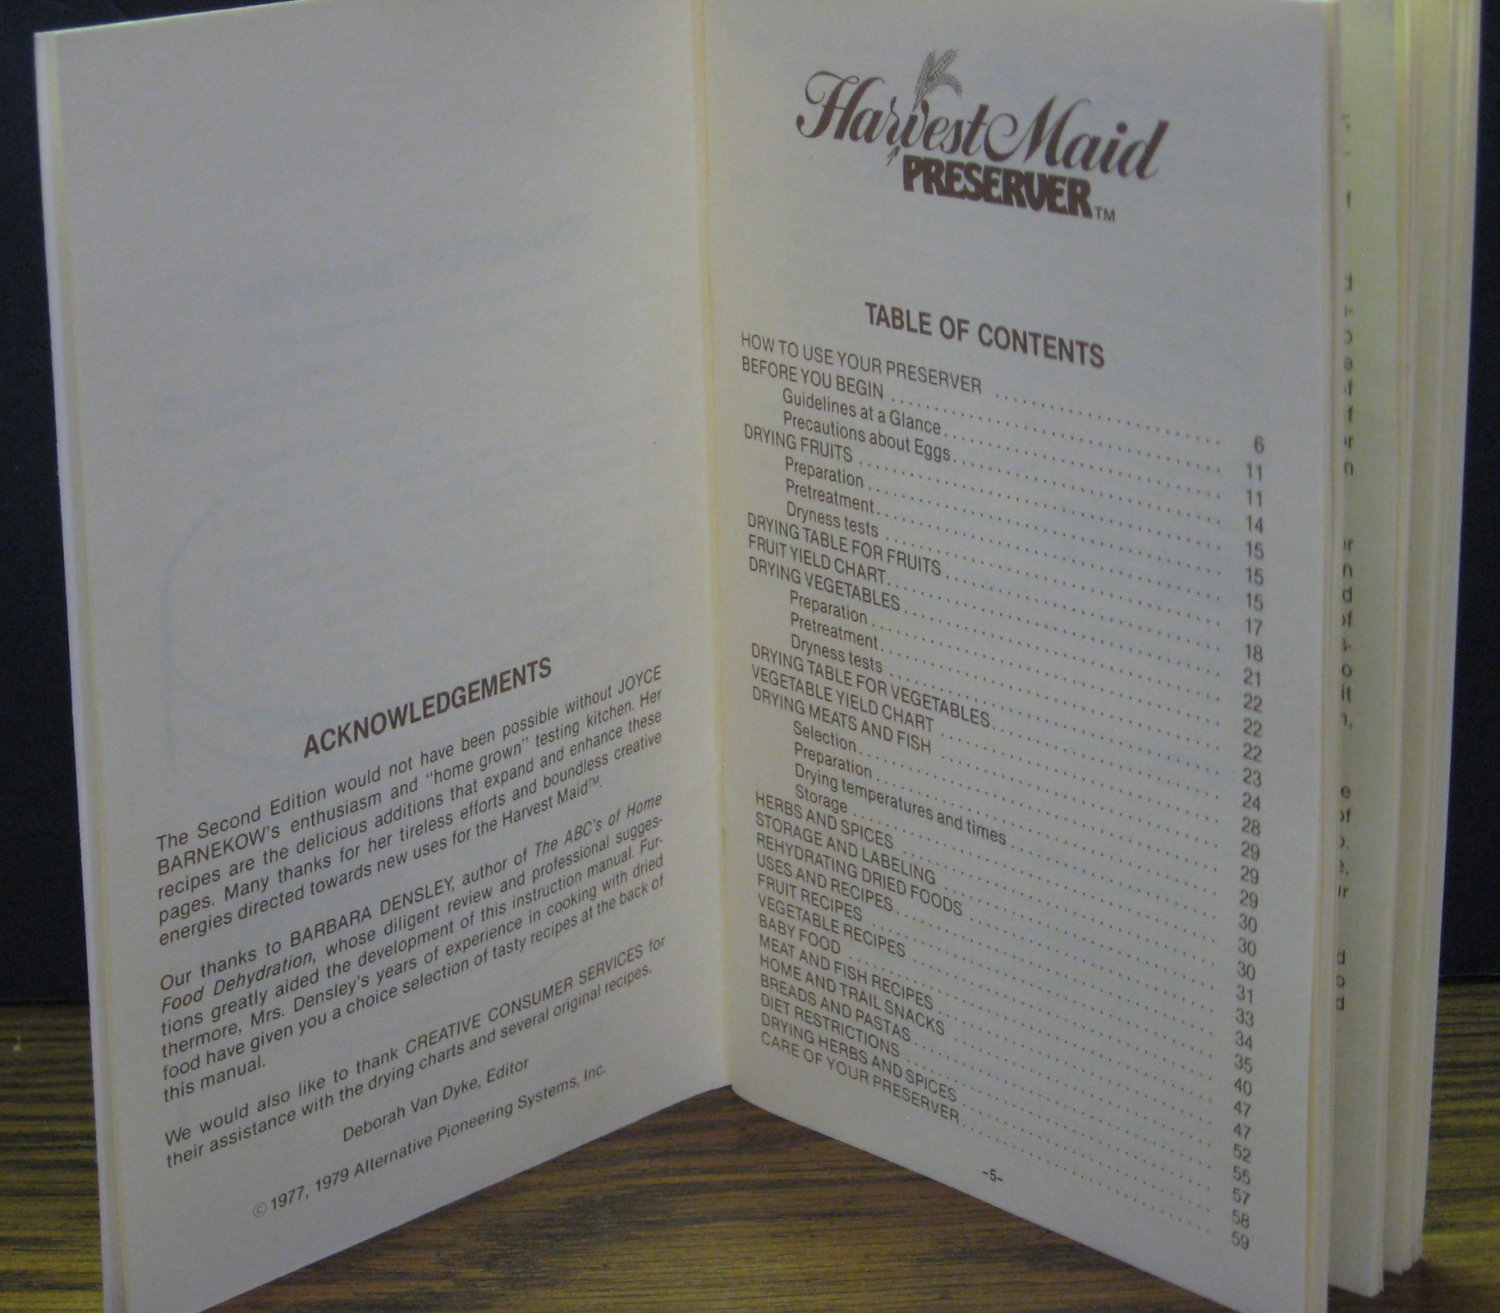 ACKNOWLEDGEMENTS
The Second Edition would not have been possible without JOYCE
BARNEKOW's enthusiasm and "home grown" testing kitchen. Her
recipes are the delicious additions that expand and enhance these
pages. Many thanks for her tireless efforts and boundless creative
energies directed towards new uses for the Harvest Maid™.
Our thanks to BARBARA DENSLEY, author of The ABC's of Home
Food Dehydration, whose diligent review and professional sugges-
tions greatly aided the development of this instruction manual. Fur-
thermore, Mrs. Densley's years of experience in cooking with dried
food have given you a choice selection of tasty recipes at the back of
this manual.
We would also like to thank CREATIVE CONSUMER SERVICES for
their assistance with the drying charts and several original recipes.
Deborah Van Dyke, Editor
© 1977, 1979 Alternative Pioneering Systems, Inc.
Harvest Maid
PRESERVER™
TABLE OF CONTENTS
HOW TO USE YOUR PRESERVER 6
BEFORE YOU BEGIN 11
Guidelines at a Glance 11
Precautions about Eggs 14
DRYING FRUITS 15
Preparation 15
Pretreatment 15
Dryness tests 17
DRYING TABLE FOR FRUITS 18
FRUIT YIELD CHART 21
DRYING VEGETABLES 22
Preparation 22
Pretreatment 22
Dryness tests 23
DRYING TABLE FOR VEGETABLES 24
VEGETABLE YIELD CHART 28
DRYING MEATS AND FISH 29
Selection 29
Preparation 29
Drying temperatures and times 30
Storage 30
HERBS AND SPICES 30
STORAGE AND LABELING 31
REHYDRATING DRIED FOODS 33
USES AND RECIPES 34
FRUIT RECIPES 35
VEGETABLE RECIPES 40
BABY FOOD 47
MEAT AND FISH RECIPES 47
HOME AND TRAIL SNACKS 52
BREADS AND PASTAS 55
DIET RESTRICTIONS 57
DRYING HERBS AND SPICES 58
CARE OF YOUR PRESERVER 59
-5-